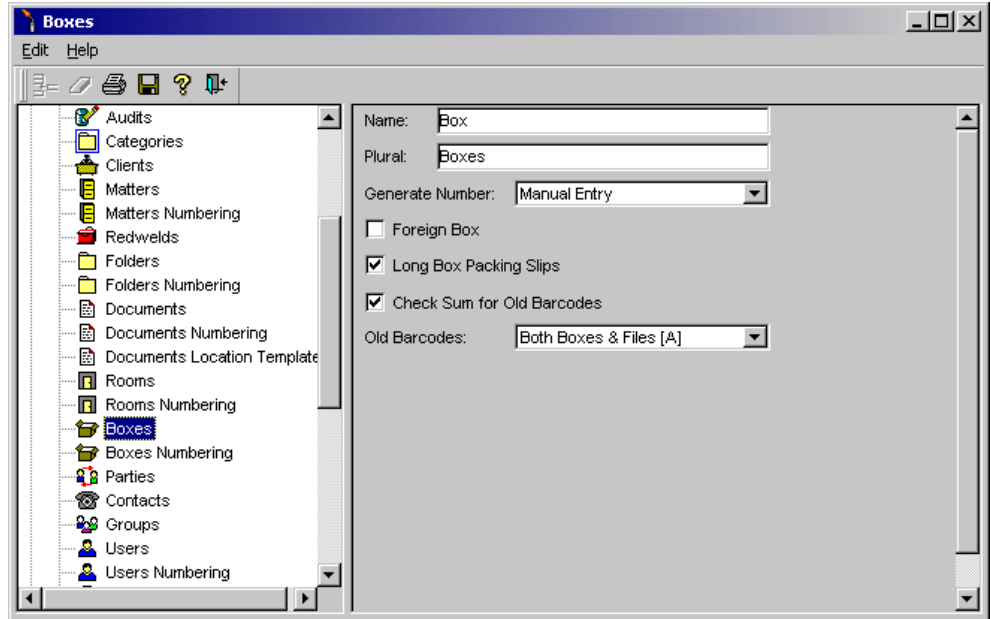 Boxes
Edit Help
Audits
Categories
Clients
Matters
Matters Numbering
Redwelds
Folders
Folders Numbering
Documents
Documents Numbering
Documents Location Template
Rooms
Rooms Numbering
Boxes
Boxes Numbering
Parties
Contacts
Groups
Users
Users Numbering
Name: Box
Plural: Boxes
Generate Number: Manual Entry
Foreign Box
Long Box Packing Slips
Check Sum for Old Barcodes
Old Barcodes: Both Boxes & Files [A]